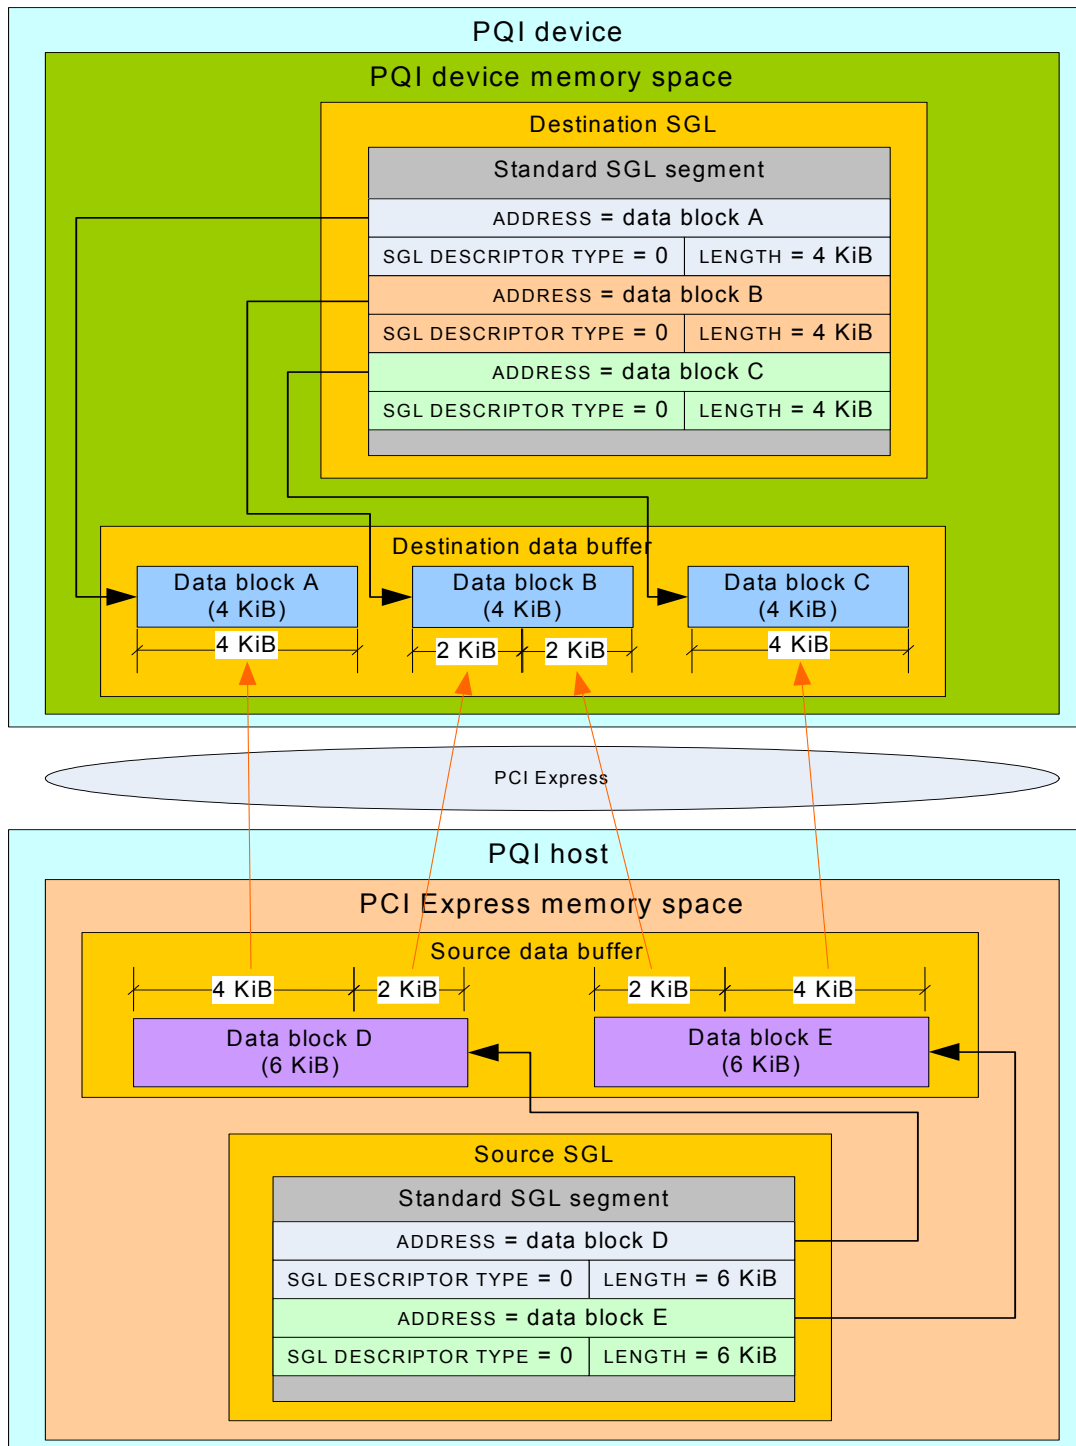 PQI device
PQI device memory space
Destination SGL
Standard SGL segment
ADDRESS = data block A
SGL DESCRIPTOR TYPE = 0 LENGTH = 4 KiB
ADDRESS = data block B
SGL DESCRIPTOR TYPE = 0 LENGTH = 4 KiB
ADDRESS = data block C
SGL DESCRIPTOR TYPE = 0 LENGTH = 4 KiB
Destination data buffer
Data block A
(4 KiB)
Data block B
(4 KiB)
Data block C
(4 KiB)
4 KiB
2 KiB
2 KiB
4 KiB
PCI Express
PQI host
PCI Express memory space
Source data buffer
4 KiB
2 KiB
2 KiB
4 KiB
Data block D
(6 KiB)
Data block E
(6 KiB)
Source SGL
Standard SGL segment
ADDRESS = data block D
SGL DESCRIPTOR TYPE = 0 LENGTH = 6 KiB
ADDRESS = data block E
SGL DESCRIPTOR TYPE = 0 LENGTH = 6 KiB